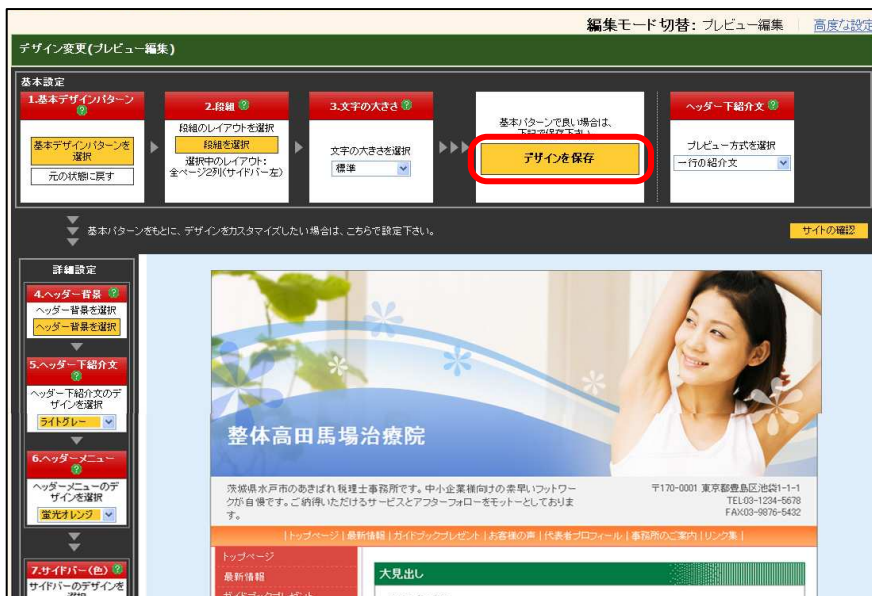 編集モード切替： プレビュー編集 高度な設定
デザイン変更(プレビュー編集)
基本設定
1.基本デザインパターン
基本デザインパターンを
選択
元の状態に戻す
2.段組
段組のレイアウトを選択
段組を選択
選択中のレイアウト:
全ページ2列(サイドバー左)
3.文字の大きさ
文字の大きさを選択
標準
基本パターンで良い場合は、
下記で保存下さい
デザインを保存
ヘッダー下紹介文
プレビュー方式を選択
一行の紹介文
基本パターンをもとに、デザインをカスタマイズしたい場合は、こちらで設定下さい。
サイトの確認
詳細設定
4.ヘッダー背景
ヘッダー背景を選択
ヘッダー背景を選択
5.ヘッダー下紹介文
ヘッダー下紹介文のデ
ザインを選択
ライトグレー
6.ヘッダーメニュー
ヘッダーメニューのデ
ザインを選択
蛍光オレンジ
7.サイドバー(色)
サイドバーのデザインを
選択
整体高田馬場治療院
茨城県水戸市のあきばれ税理士事務所です。中小企業様向けの素早いフットワー
クが自慢です。ご納得いただけるサービスとアフターフォローをモットーとしておりま
す。
〒170-0001 東京都豊島区池袋1-1-1
TEL03-1234-5678
FAX03-9876-5432
| トップページ | 最新情報 | ガイドブックプレゼント | お客様の声 | 代表者プロフィール | 事務所のご案内 | リンク集 |
トップページ
最新情報
ガイドブックプレゼント
大見出し